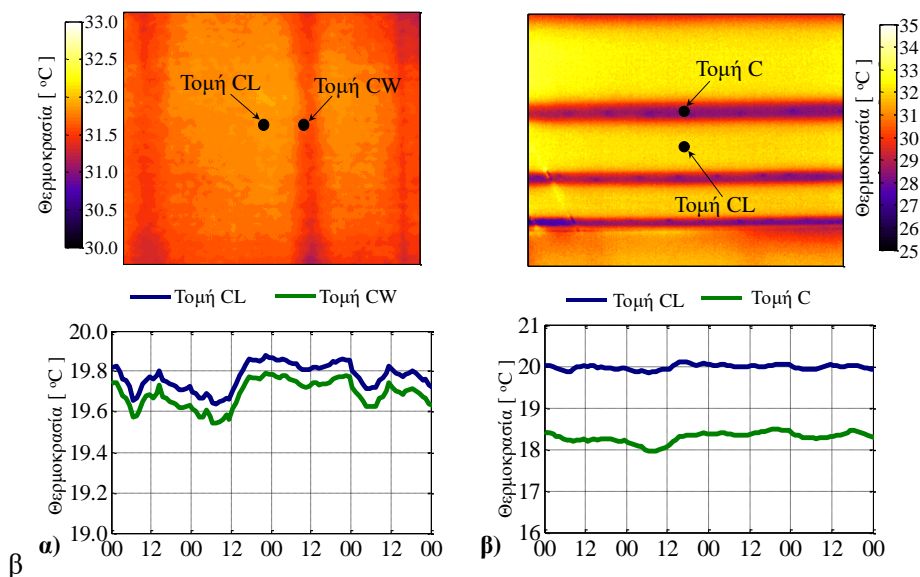 33.0
32.5
32.0
31.5
31.0
30.5
30.0
Θερμοκρασία [ °C ]
Τομή CL
Τομή CW
Τομή C
Τομή CL
35
34
33
32
31
30
29
28
27
26
25
Θερμοκρασία [ °C ]
Τομή CL Τομή CW
20.0
19.8
19.6
19.4
19.2
19.0
Θερμοκρασία [ °C ]
00 12 00 12 00 12 00 12 00
α)
Τομή CL Τομή C
21
20
19
18
17
16
Θερμοκρασία [ °C ]
00 12 00 12 00 12 00 12 00
β)
β